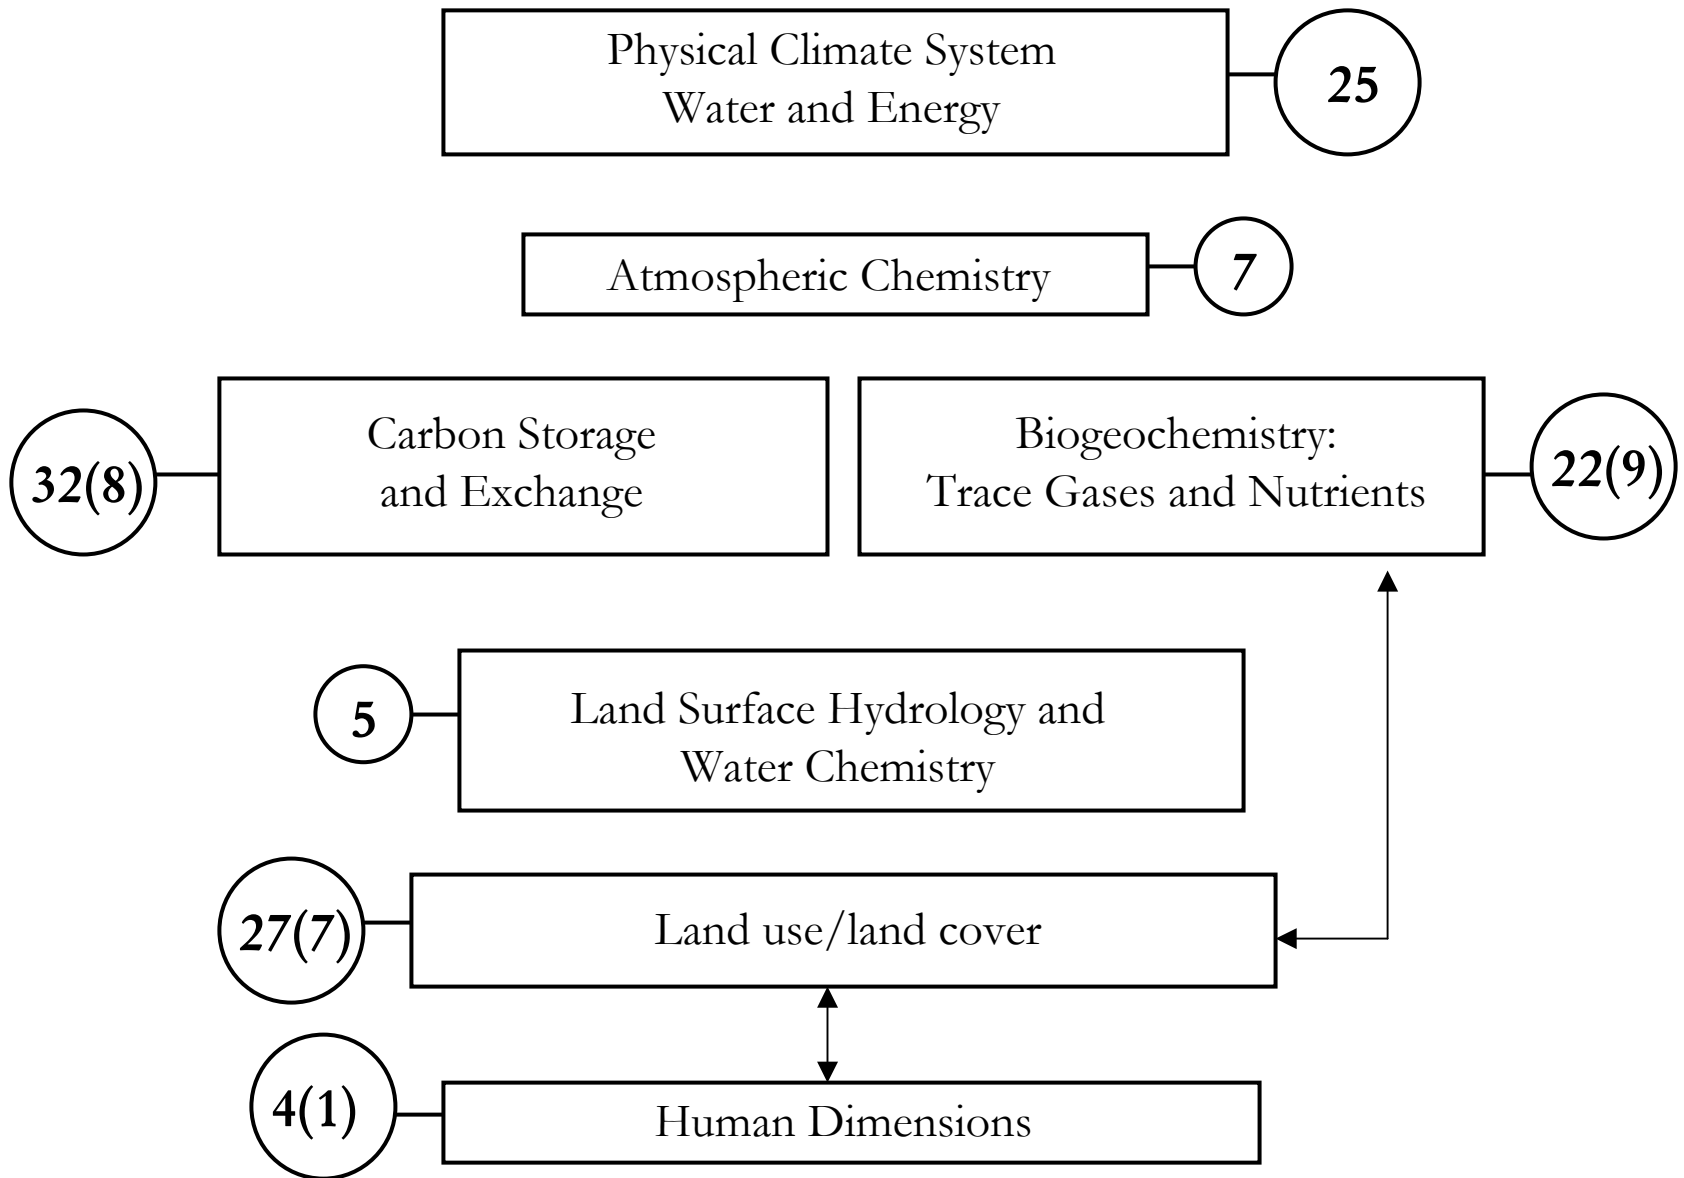 Physical Climate System
Water and Energy
25
Atmospheric Chemistry
7
Carbon Storage
and Exchange
32(8)
Biogeochemistry:
Trace Gases and Nutrients
22(9)
5
Land Surface Hydrology and
Water Chemistry
27(7)
Land use/land cover
4(1)
Human Dimensions